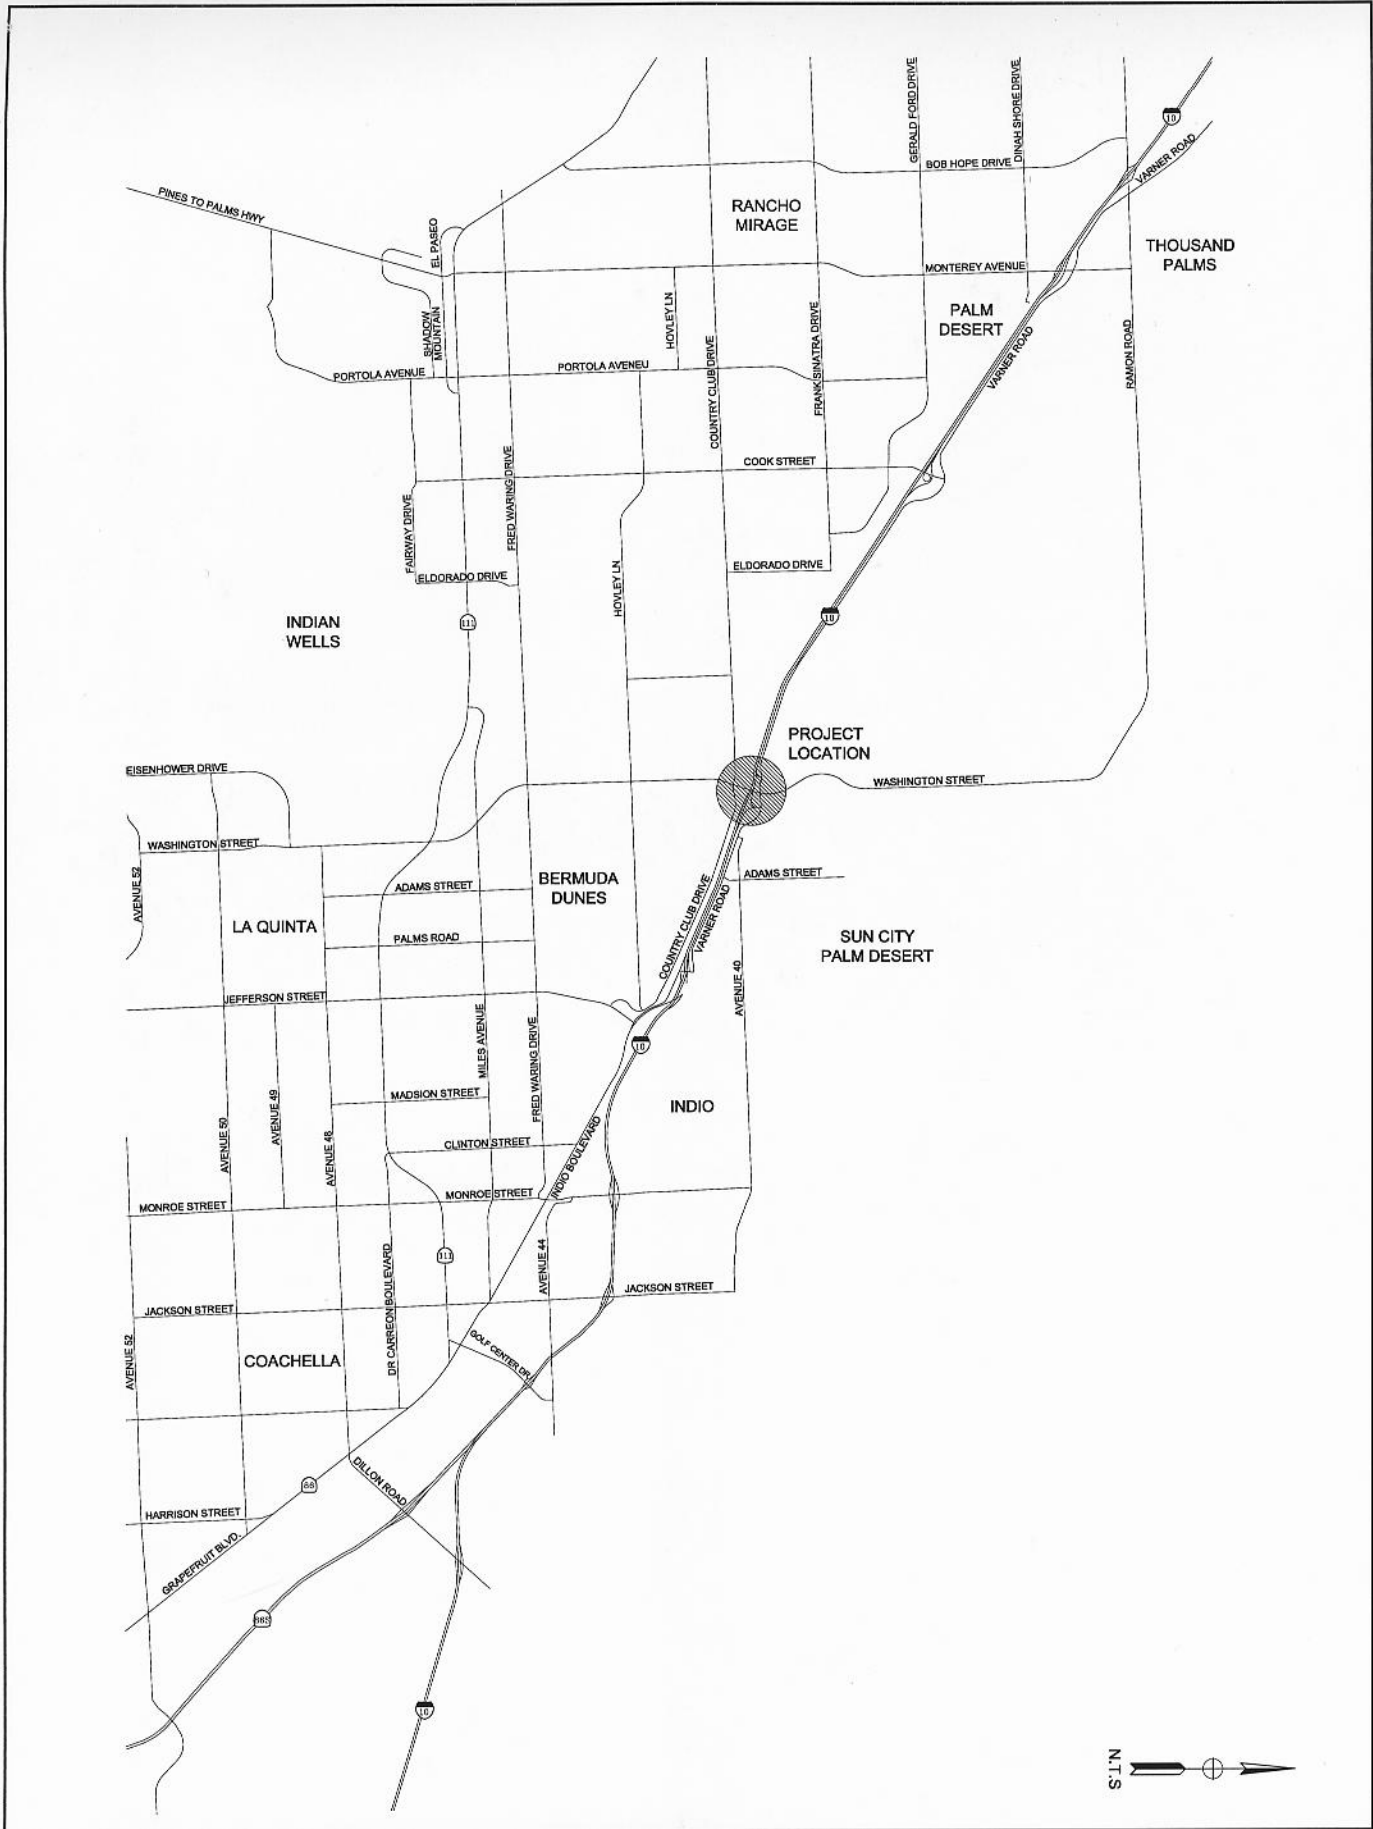 GERALD FORD DRIVE
DINAH SHORE DRIVE
10
VARNER ROAD
BOB HOPE DRIVE
PINES TO PALMS HWY
RANCHO
MIRAGE
EL PASEO
THOUSAND
PALMS
MONTEREY AVENUE
HOVLEY LN
SHADOW
MOUNTAIN
PALM
DESERT
FRANK SINATRA DRIVE
COUNTRY CLUB DRIVE
VARNER ROAD
RAMON ROAD
PORTOLA AVENUE
PORTOLA AVENEU
COOK STREET
FRED WARING DRIVE
FAIRWAY DRIVE
ELDORADO DRIVE
HOVLEY LN
ELDORADO DRIVE
INDIAN
WELLS
111
10
PROJECT
LOCATION
EISENHOWER DRIVE
WASHINGTON STREET
WASHINGTON STREET
AVENUE 52
ADAMS STREET
BERMUDA
DUNES
ADAMS STREET
COUNTRY CLUB DRIVE
VARNER ROAD
LA QUINTA
PALMS ROAD
SUN CITY
PALM DESERT
AVENUE 40
JEFFERSON STREET
MILES AVENUE
FRED WARING DRIVE
10
AVENUE 50
AVENUE 49
AVENUE 48
MADSION STREET
INDIO
CLINTON STREET
INDIO BOULEVARD
MONROE STREET
MONROE STREET
111
DR CARREON BOULEVARD
AVENUE 44
JACKSON STREET
JACKSON STREET
AVENUE 52
COACHELLA
GOLF CENTER DR.
DILLON ROAD
86
HARRISON STREET
GRAPEFRUIT BLVD.
86S
10
N.T.S